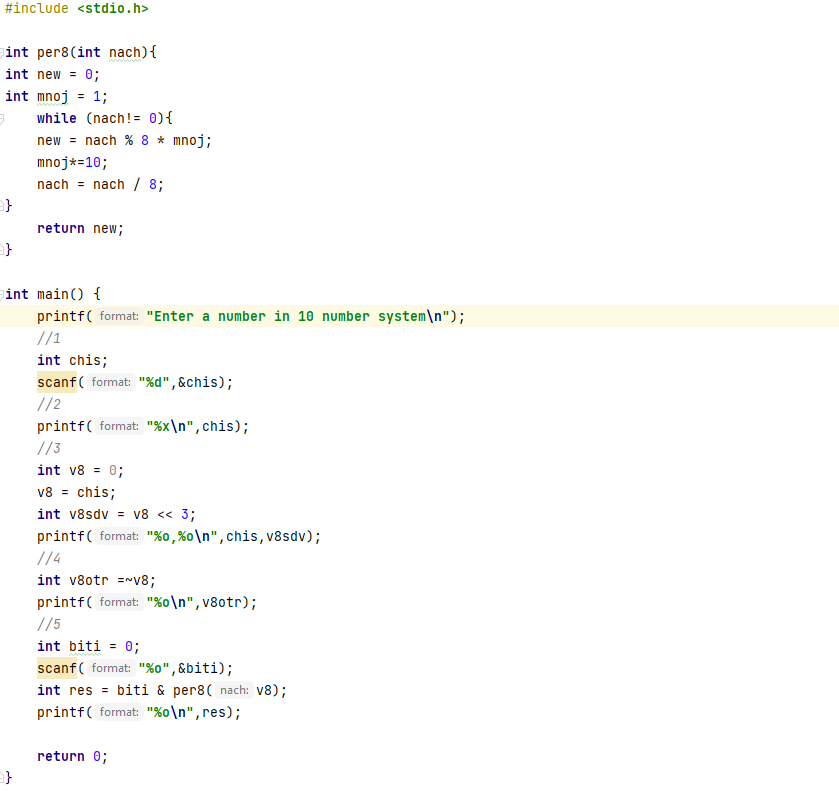 #include <stdio.h>
int per8(int nach){
int new = 0;
int mnoj = 1;
while (nach!= 0){
new = nach % 8 * mnoj;
mnoj*=10;
nach = nach / 8;
}
return new;
}
int main() {
printf( format: "Enter a number in 10 number system\n");
//1
int chis;
scanf( format: "%d",&chis);
//2
printf( format: "%x\n",chis);
//3
int v8 = 0;
v8 = chis;
int v8sdv = v8 << 3;
printf( format: "%o,%o\n",chis,v8sdv);
//4
int v8otr =~v8;
printf( format: "%o\n",v8otr);
//5
int biti = 0;
scanf( format: "%o",&biti);
int res = biti & per8( nach: v8);
printf( format: "%o\n",res);
return 0;
}